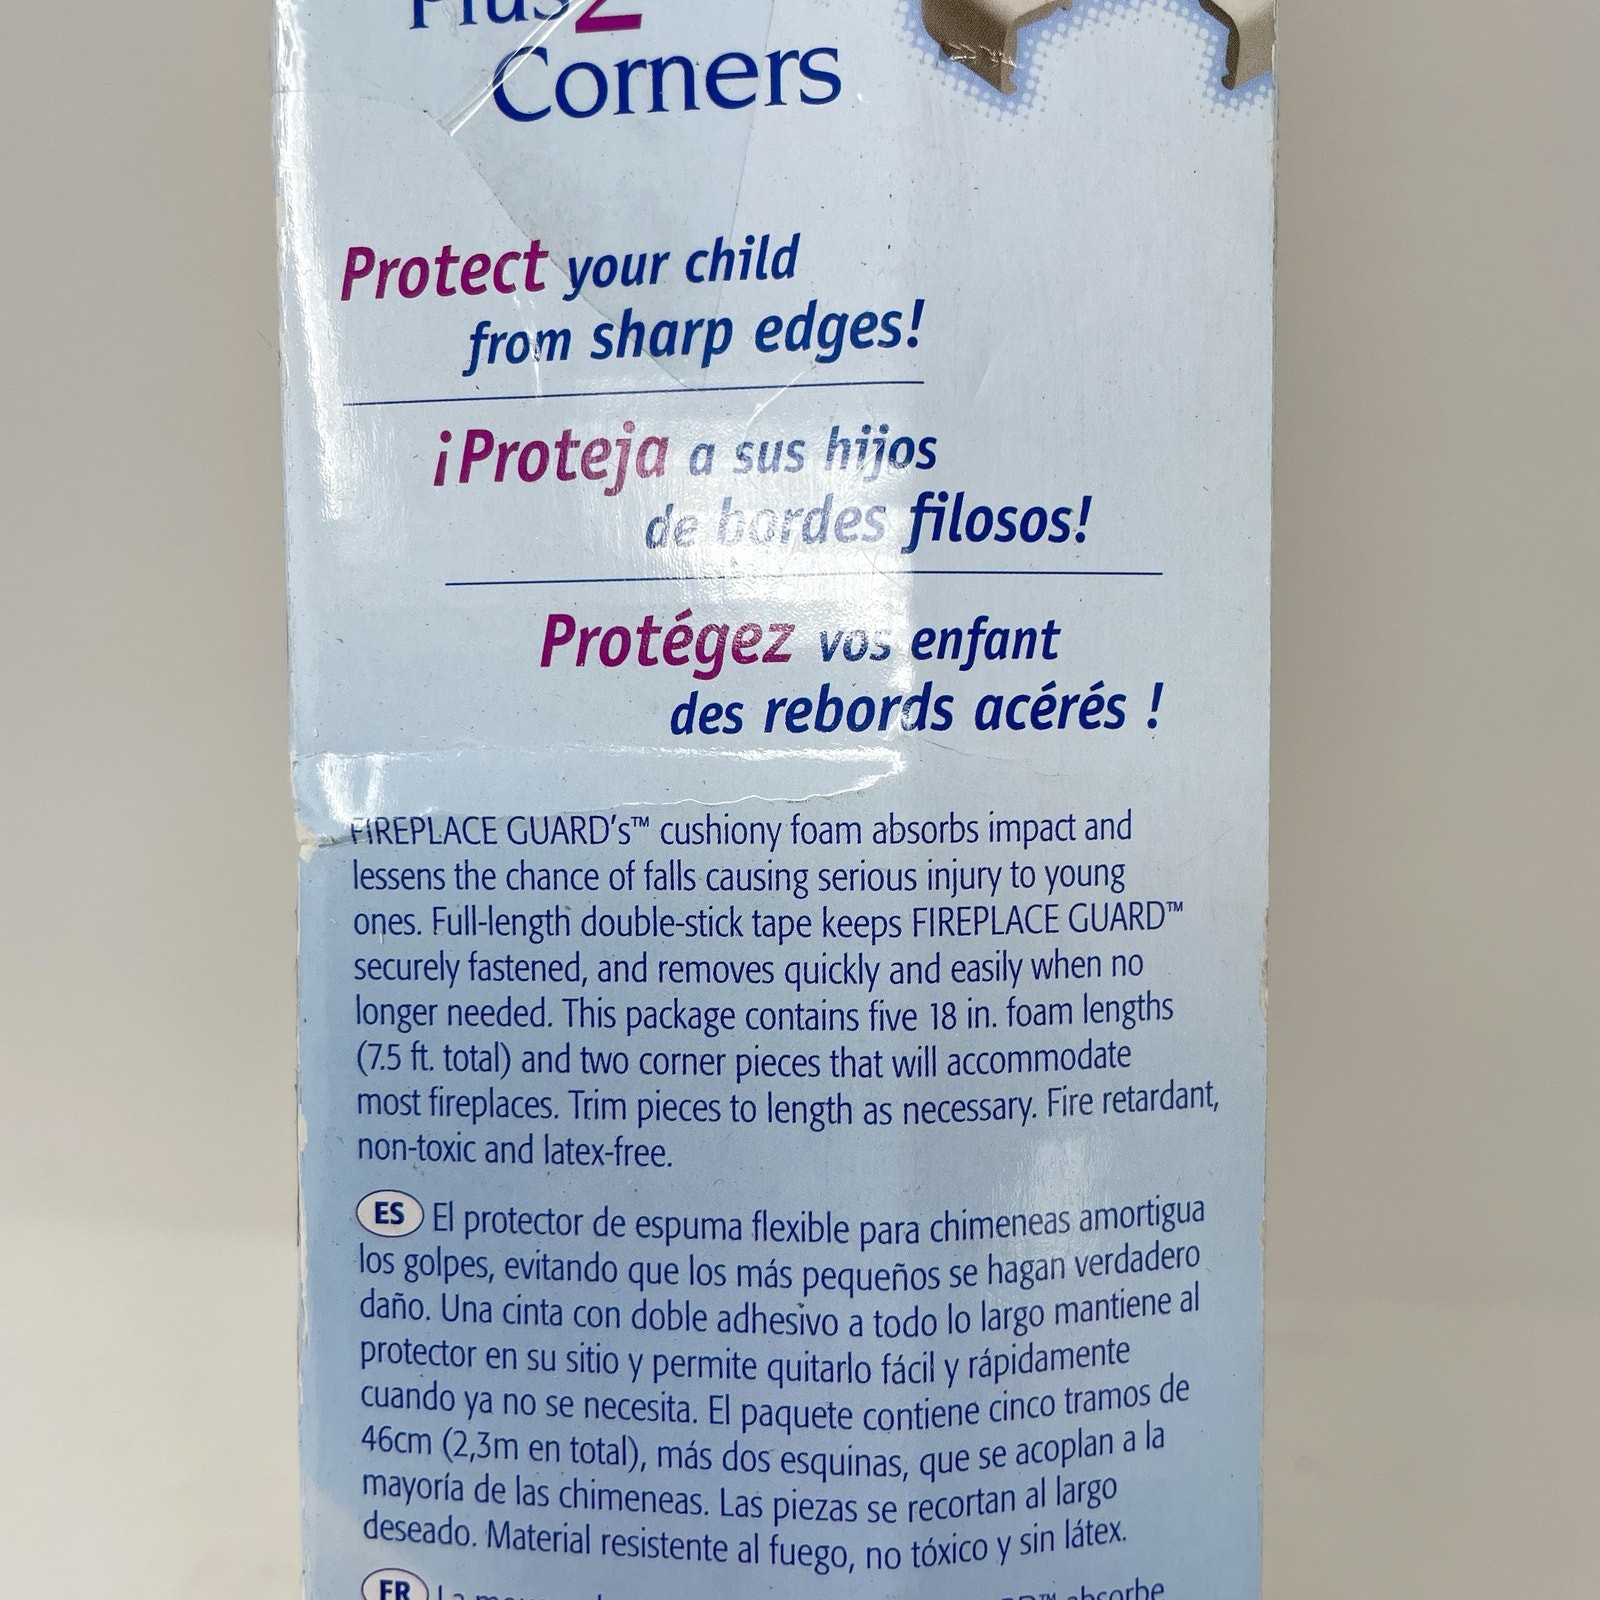 Plus 2
Corners
Protect your child
from sharp edges!
¡Proteja a sus hijos
de bordes filosos!
Protégez vos enfant
des rebords acérés !
FIREPLACE GUARD's™ cushiony foam absorbs impact and
lessens the chance of falls causing serious injury to young
ones. Full-length double-stick tape keeps FIREPLACE GUARD™
securely fastened, and removes quickly and easily when no
longer needed. This package contains five 18 in. foam lengths
(7.5 ft. total) and two corner pieces that will accommodate
most fireplaces. Trim pieces to length as necessary. Fire retardant,
non-toxic and latex-free.
ES El protector de espuma flexible para chimeneas amortigua
los golpes, evitando que los más pequeños se hagan verdadero
daño. Una cinta con doble adhesivo a todo lo largo mantiene al
protector en su sitio y permite quitarlo fácil y rápidamente
cuando ya no se necesita. El paquete contiene cinco tramos de
46cm (2,3m en total), más dos esquinas, que se acoplan a la
mayoría de las chimeneas. Las piezas se recortan al largo
deseado. Material resistente al fuego, no tóxico y sin látex.
FR La absorbe